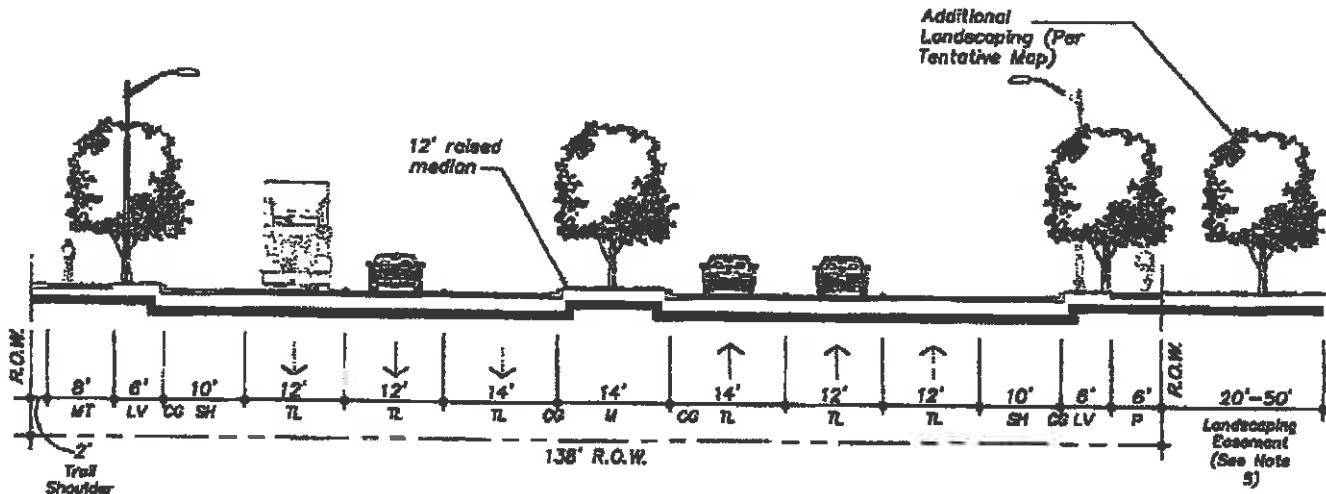 Additional
Landscaping (Per
Tentative Map)
12' raised
median
R.O.W.
8' 6' 10' 12' 12' 14' 14' 14' 12' 12' 10' 6' 6' 20'-50'
MT LV CG SH TL TL TL CG M CG TL TL TL SH CG LV P
R.O.W.
Landscaping
Easement
(See Note
5)
138' R.O.W.
2'
Trail
Shoulder